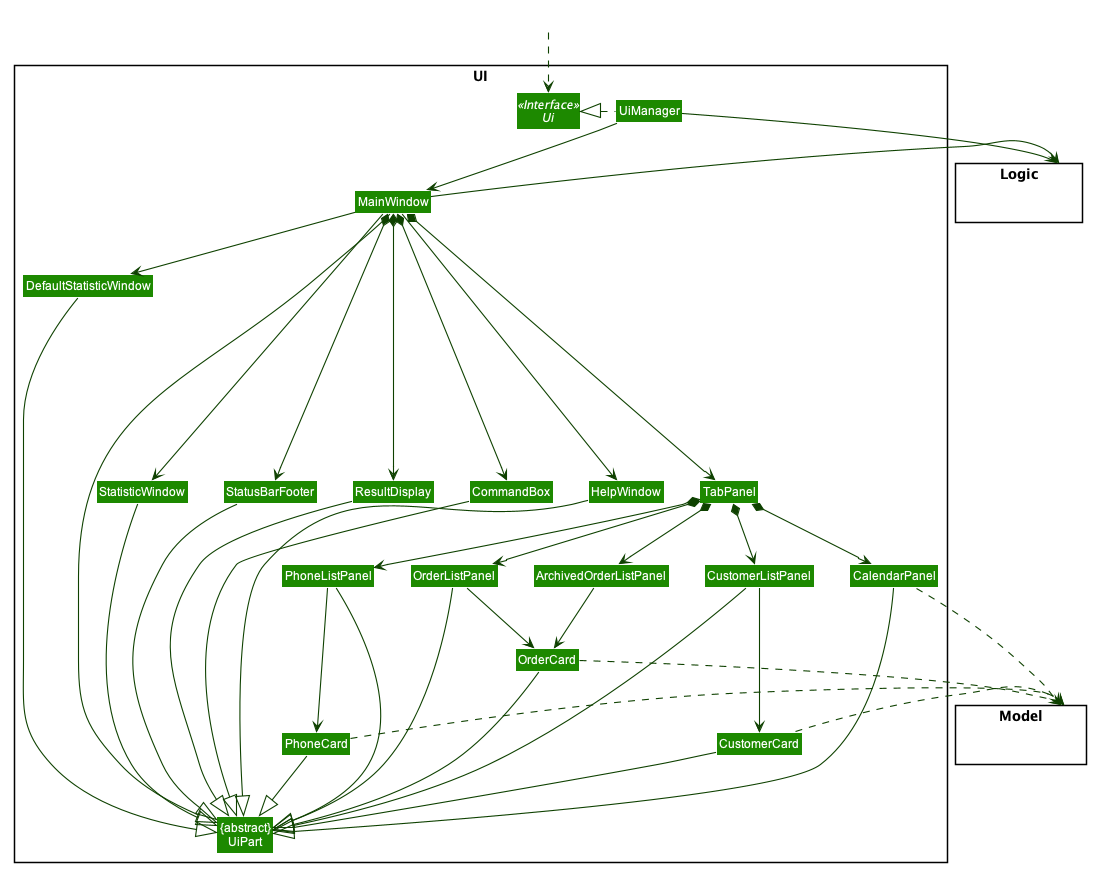 UI
«Interface»
Ui
UiManager
Logic
MainWindow
DefaultStatisticWindow
StatisticWindow
StatusBarFooter
ResultDisplay
CommandBox
HelpWindow
TabPanel
PhoneListPanel
OrderListPanel
ArchivedOrderListPanel
CustomerListPanel
CalendarPanel
OrderCard
Model
PhoneCard
CustomerCard
{abstract}
UiPart